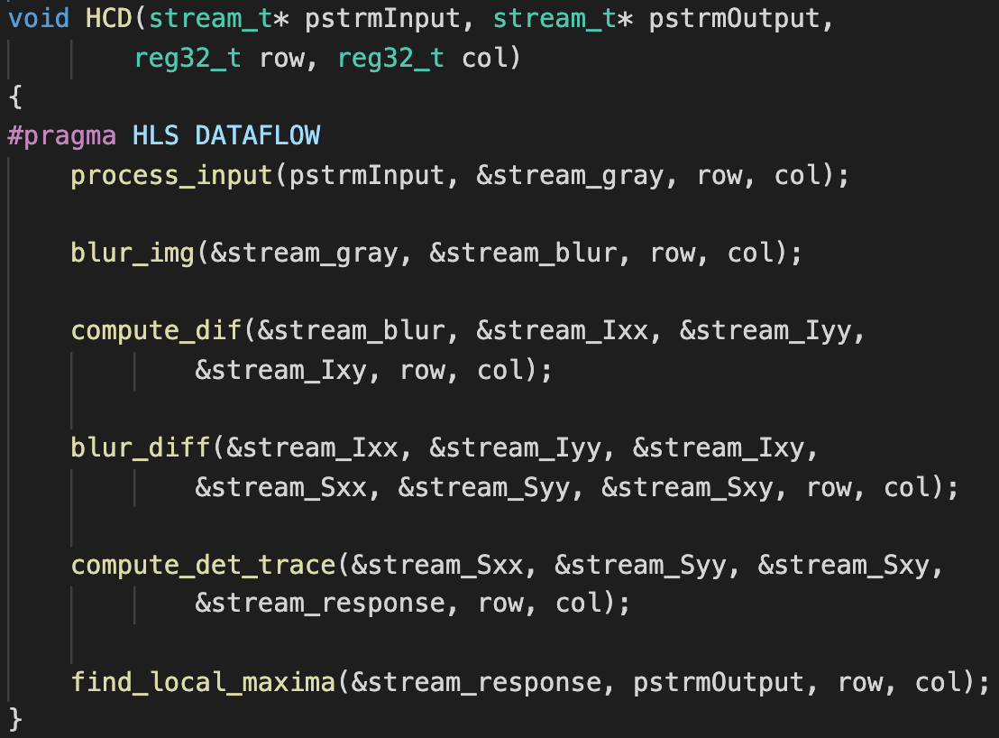 void HCD(stream_t* pstrmInput, stream_t* pstrmOutput,
        reg32_t row, reg32_t col)
{
#pragma HLS DATAFLOW
    process_input(pstrmInput, &stream_gray, row, col);

    blur_img(&stream_gray, &stream_blur, row, col);

    compute_dif(&stream_blur, &stream_Ixx, &stream_Iyy,
            &stream_Ixy, row, col);

    blur_diff(&stream_Ixx, &stream_Iyy, &stream_Ixy,
            &stream_Sxx, &stream_Syy, &stream_Sxy, row, col);

    compute_det_trace(&stream_Sxx, &stream_Syy, &stream_Sxy,
            &stream_response, row, col);

    find_local_maxima(&stream_response, pstrmOutput, row, col);
}